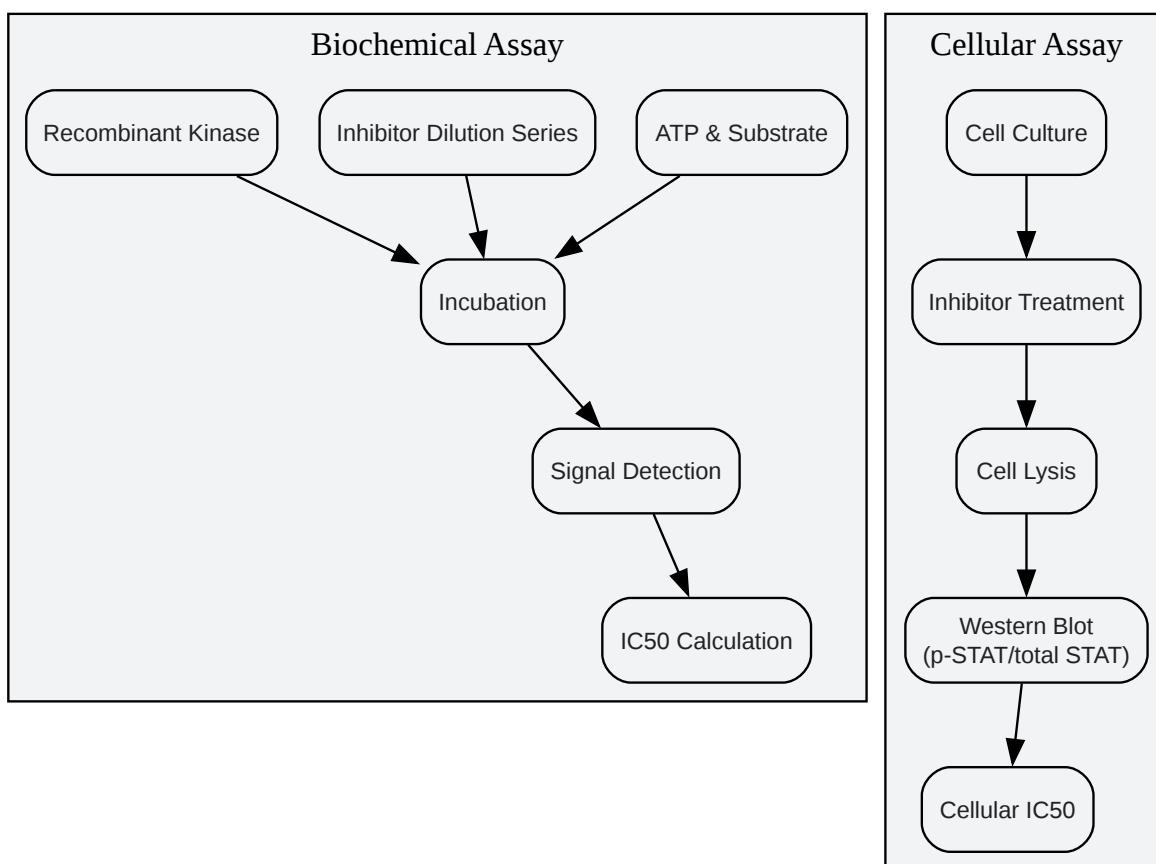 Biochemical Assay
Recombinant Kinase
Inhibitor Dilution Series
ATP & Substrate
Incubation
Signal Detection
IC50 Calculation
Cellular Assay
Cell Culture
Inhibitor Treatment
Cell Lysis
Western Blot
(p-STAT/total STAT)
Cellular IC50